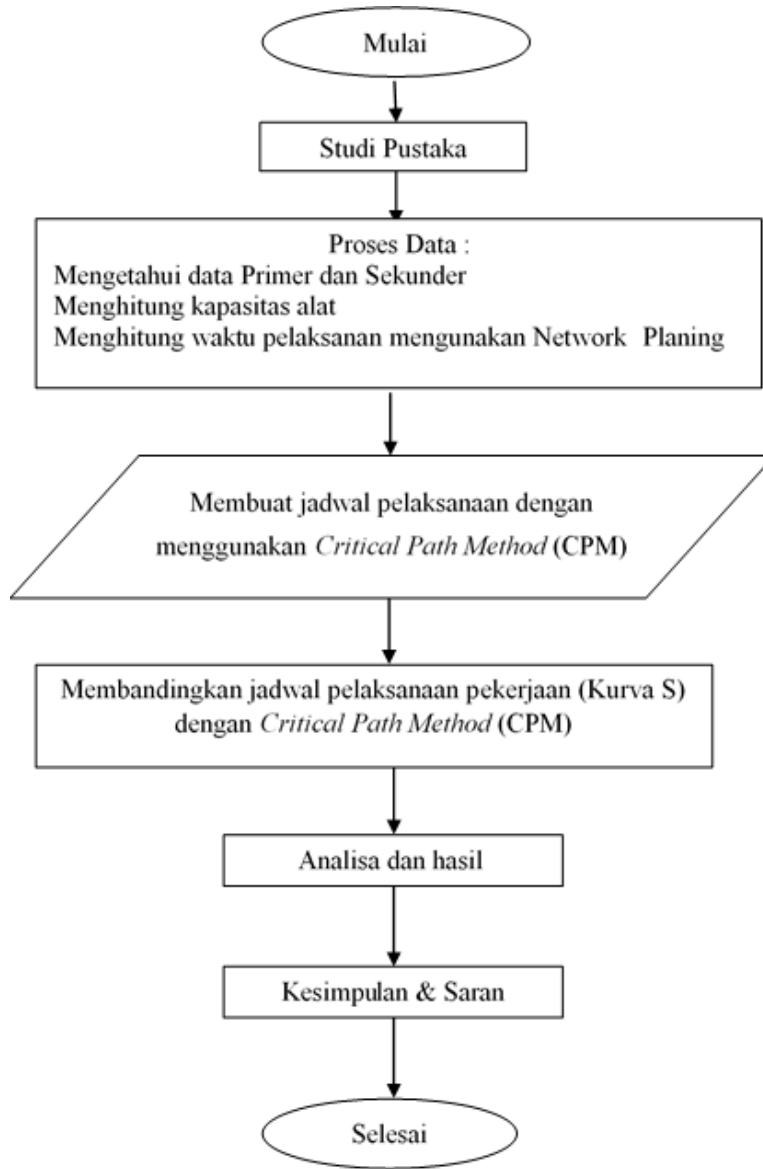 Mulai
Studi Pustaka
Proses Data :
Mengetahui data Primer dan Sekunder
Menghitung kapasitas alat
Menghitung waktu pelaksanan mengunakan Network Planing
Membuat jadwal pelaksanaan dengan
menggunakan Critical Path Method (CPM)
Membandingkan jadwal pelaksanaan pekerjaan (Kurva S)
dengan Critical Path Method (CPM)
Analisa dan hasil
Kesimpulan & Saran
Selesai